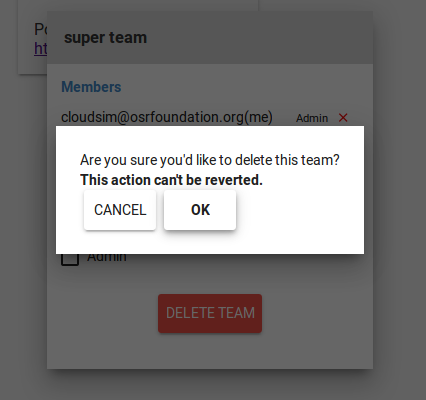 Po
ht
super team
Members
cloudsim@osrfoundation.org(me) Admin ×
Are you sure you'd like to delete this team?
This action can't be reverted.
CANCEL OK
Admin
DELETE TEAM